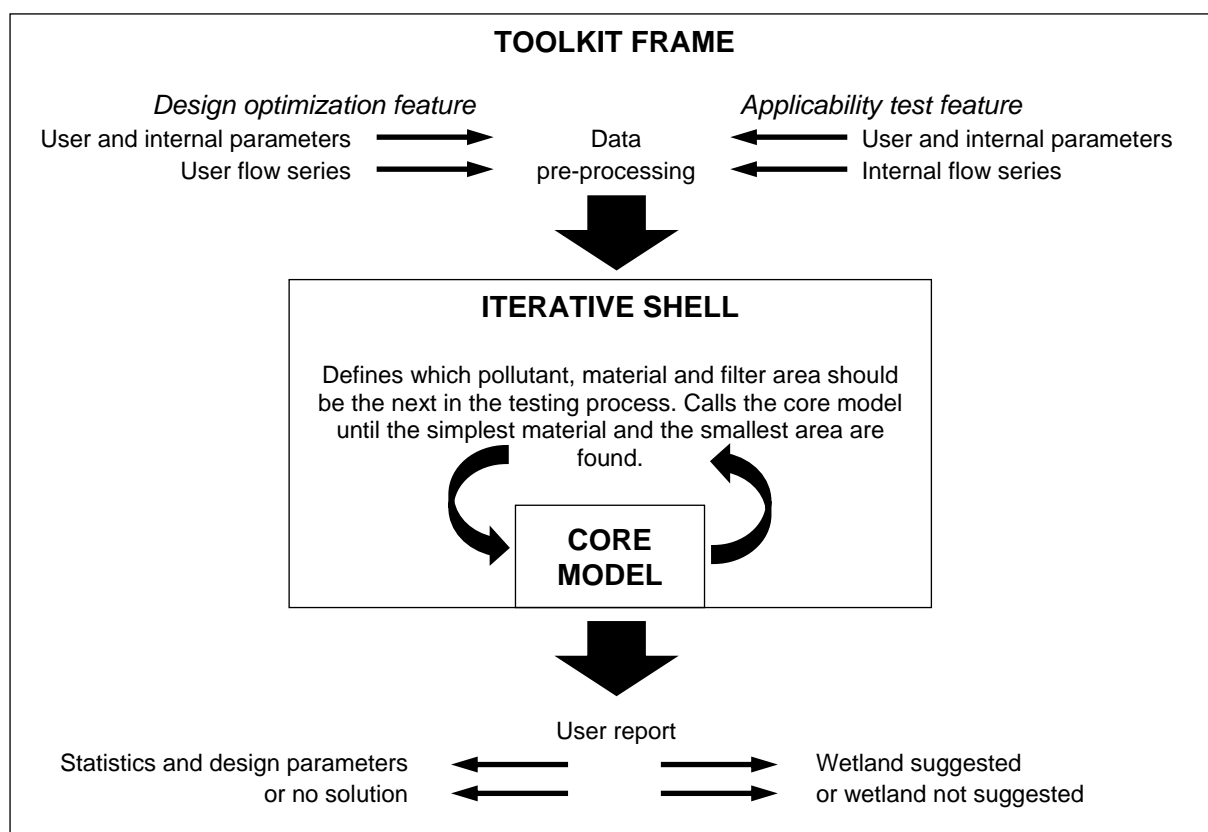 TOOLKIT FRAME
Design optimization feature
Applicability test feature
User and internal parameters
Data
User and internal parameters
User flow series
pre-processing
Internal flow series
ITERATIVE SHELL
Defines which pollutant, material and filter area should
be the next in the testing process. Calls the core model
until the simplest material and the smallest area are
found.
CORE
MODEL
User report
Statistics and design parameters
Wetland suggested
or no solution
or wetland not suggested